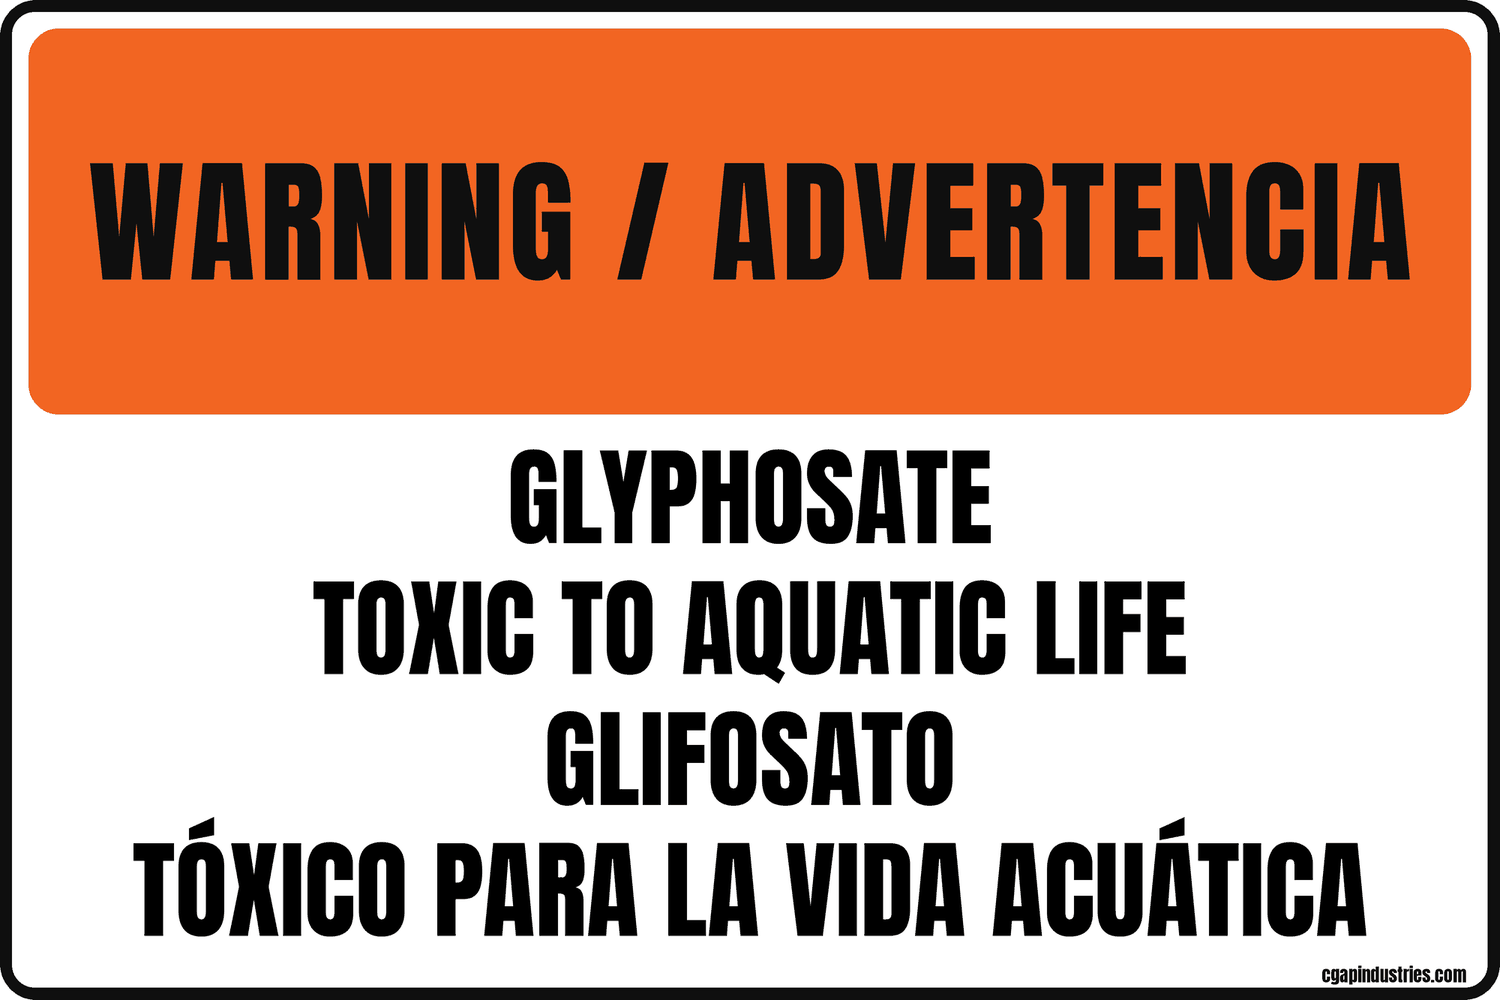 WARNING / ADVERTENCIA
GLYPHOSATE
TOXIC TO AQUATIC LIFE
GLIFOSATO
TÓXICO PARA LA VIDA ACUÁTICA
cgapindustries.com